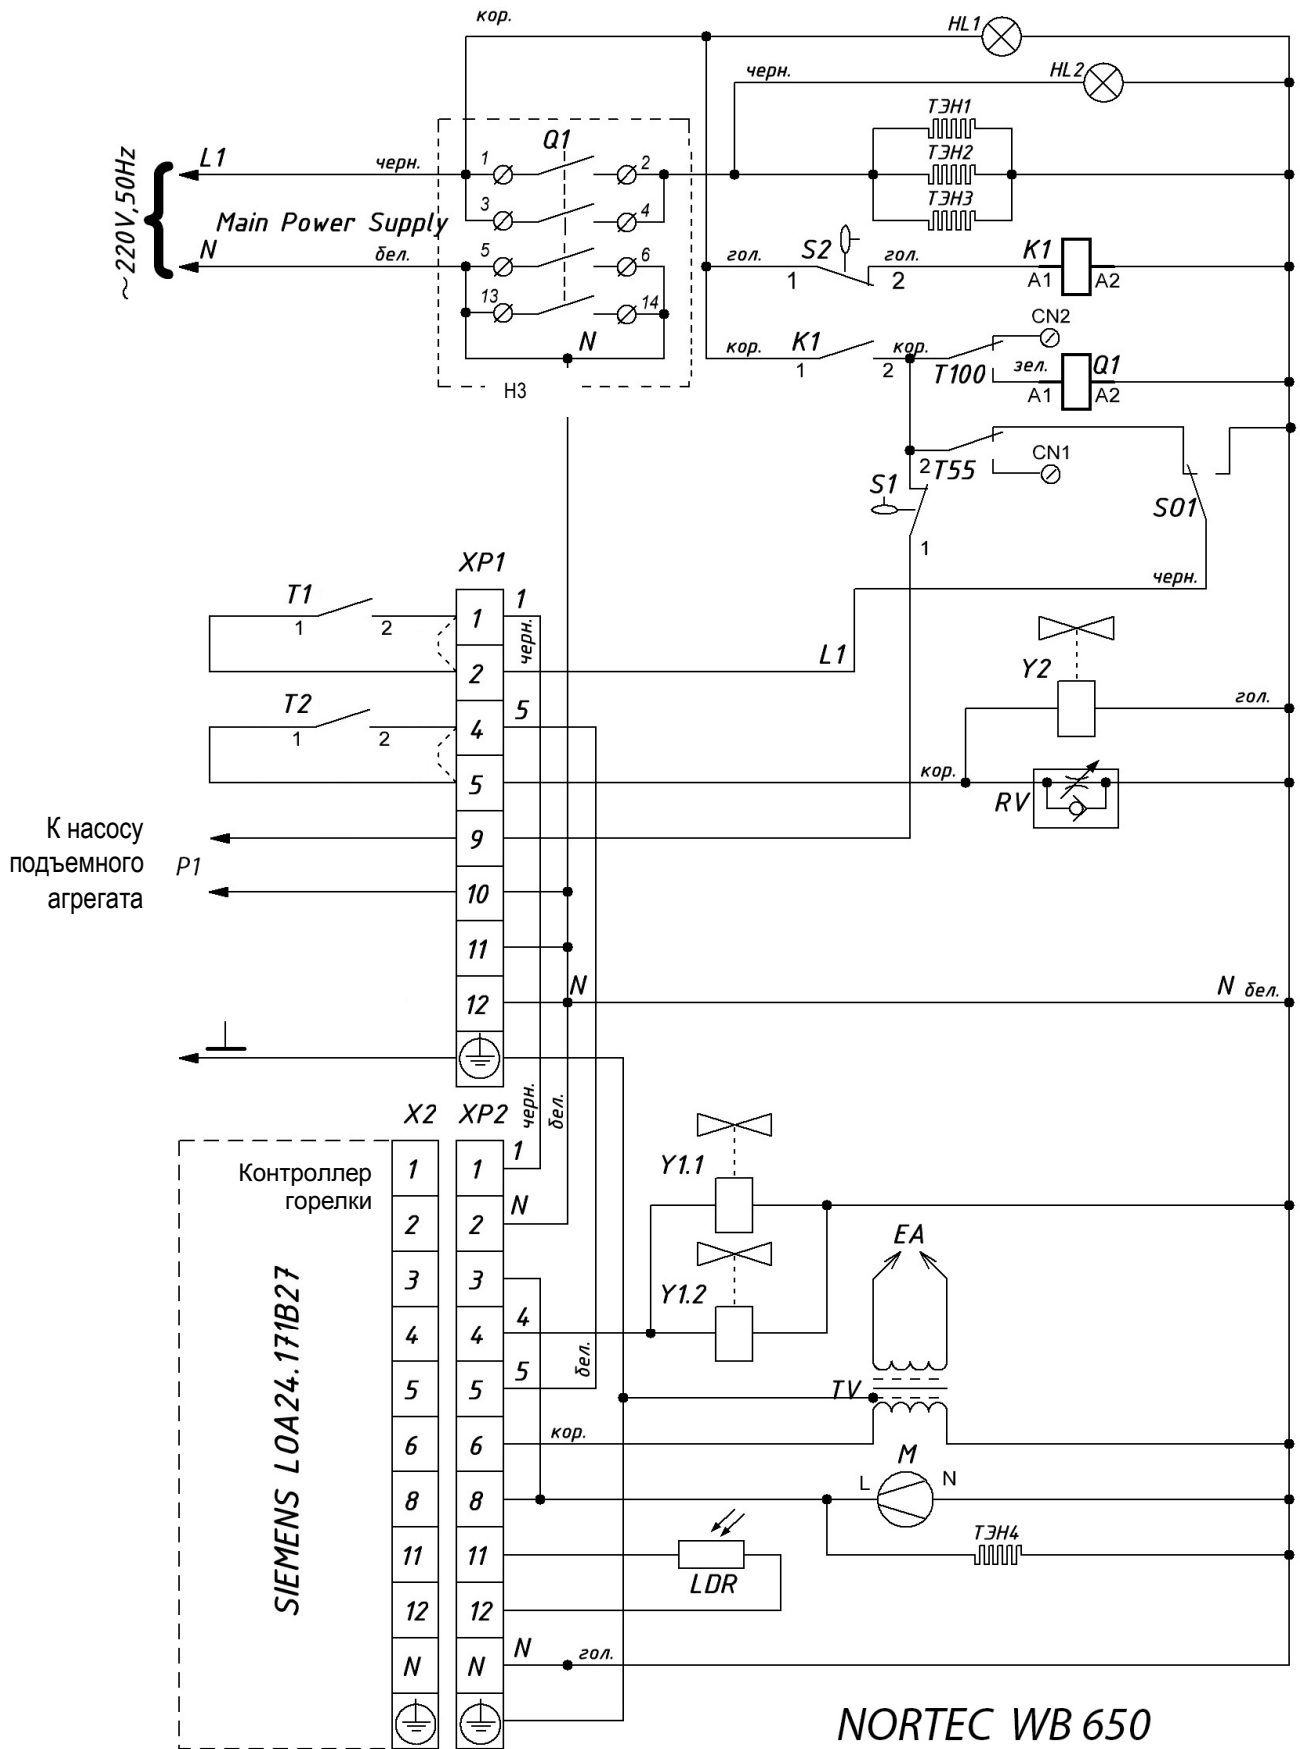 кор.
HL1
HL2
черн.
ТЭН1
ТЭН2
ТЭН3
~220V,50Hz
L1
черн.
Q1
1
2
3
4
Main Power Supply
N
бел.
5
6
13
14
N
НЗ
гол.
S2
гол.
K1
1
2
A1
A2
CN2
кор.
K1
кор.
1
2
T100
зел.
Q1
A1
A2
CN1
2
T55
S1
1
SO1
черн.
XP1
T1
1
2
1
1
черн.
2
L1
T2
1
2
4
5
5
кор.
Y2
гол.
RV
К насосу
подъемного
агрегата
P1
9
10
11
12
N
N бел.
черн.
бел.
X2
XP2
Контроллер
горелки
SIEMENS LOA24.171B27
1
1
1
2
2
N
3
3
4
4
4
5
5
5
бел.
6
6
кор.
8
8
11
11
12
12
N
N
N
гол.
Y1.1
Y1.2
EA
TV
M
L
N
ТЭН4
LDR
NORTEC WB 650